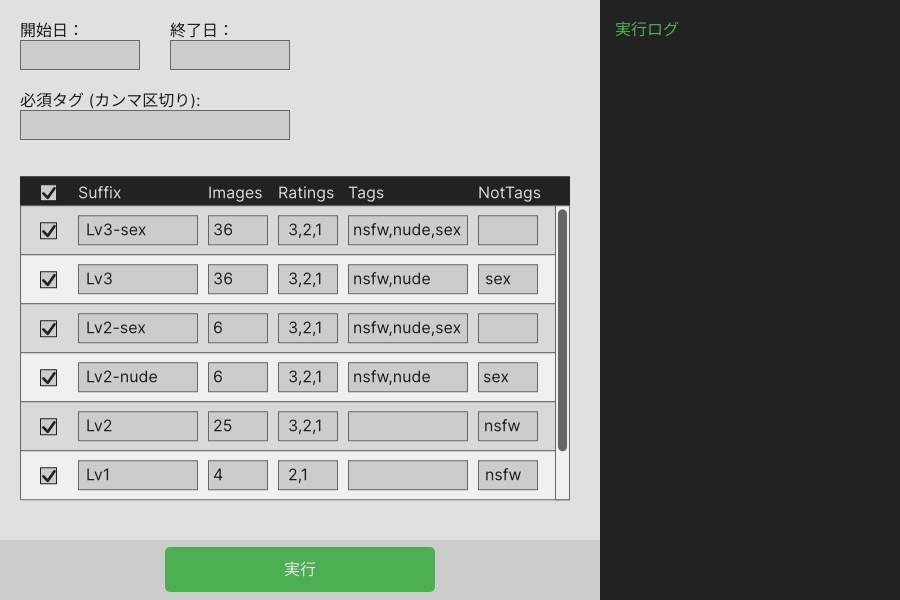 開始日： 終了日： 実行ログ
必須タグ (カンマ区切り):
Suffix Images Ratings Tags NotTags
Lv3-sex 36 3,2,1 nsfw,nude,sex
Lv3 36 3,2,1 nsfw,nude sex
Lv2-sex 6 3,2,1 nsfw,nude,sex
Lv2-nude 6 3,2,1 nsfw,nude sex
Lv2 25 3,2,1 nsfw
Lv1 4 2,1 nsfw
実行